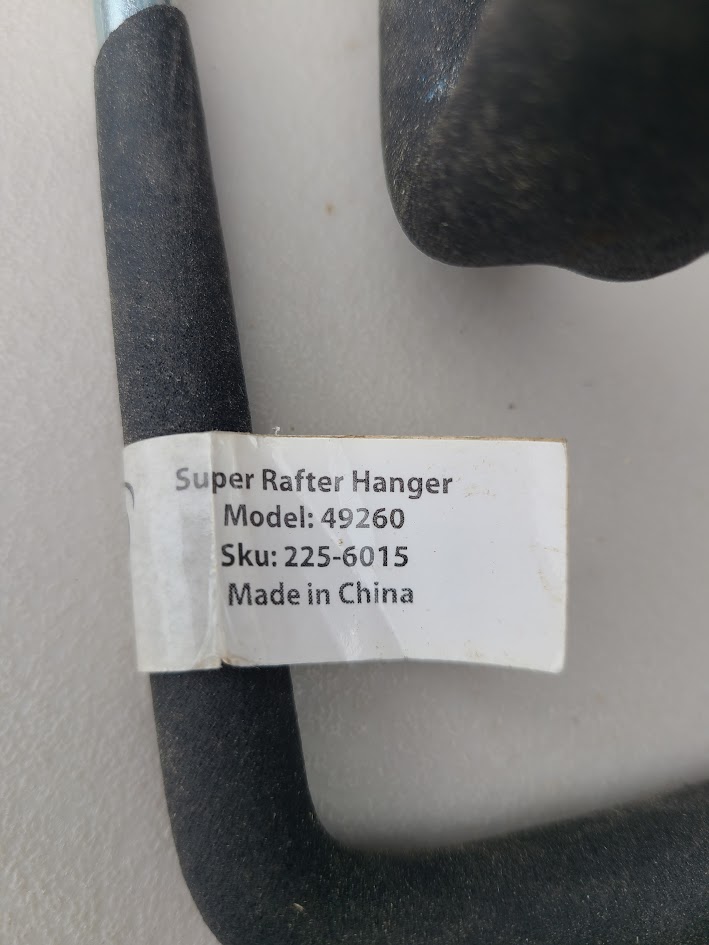 Super Rafter Hanger
Model: 49260
Sku: 225-6015
Made in China